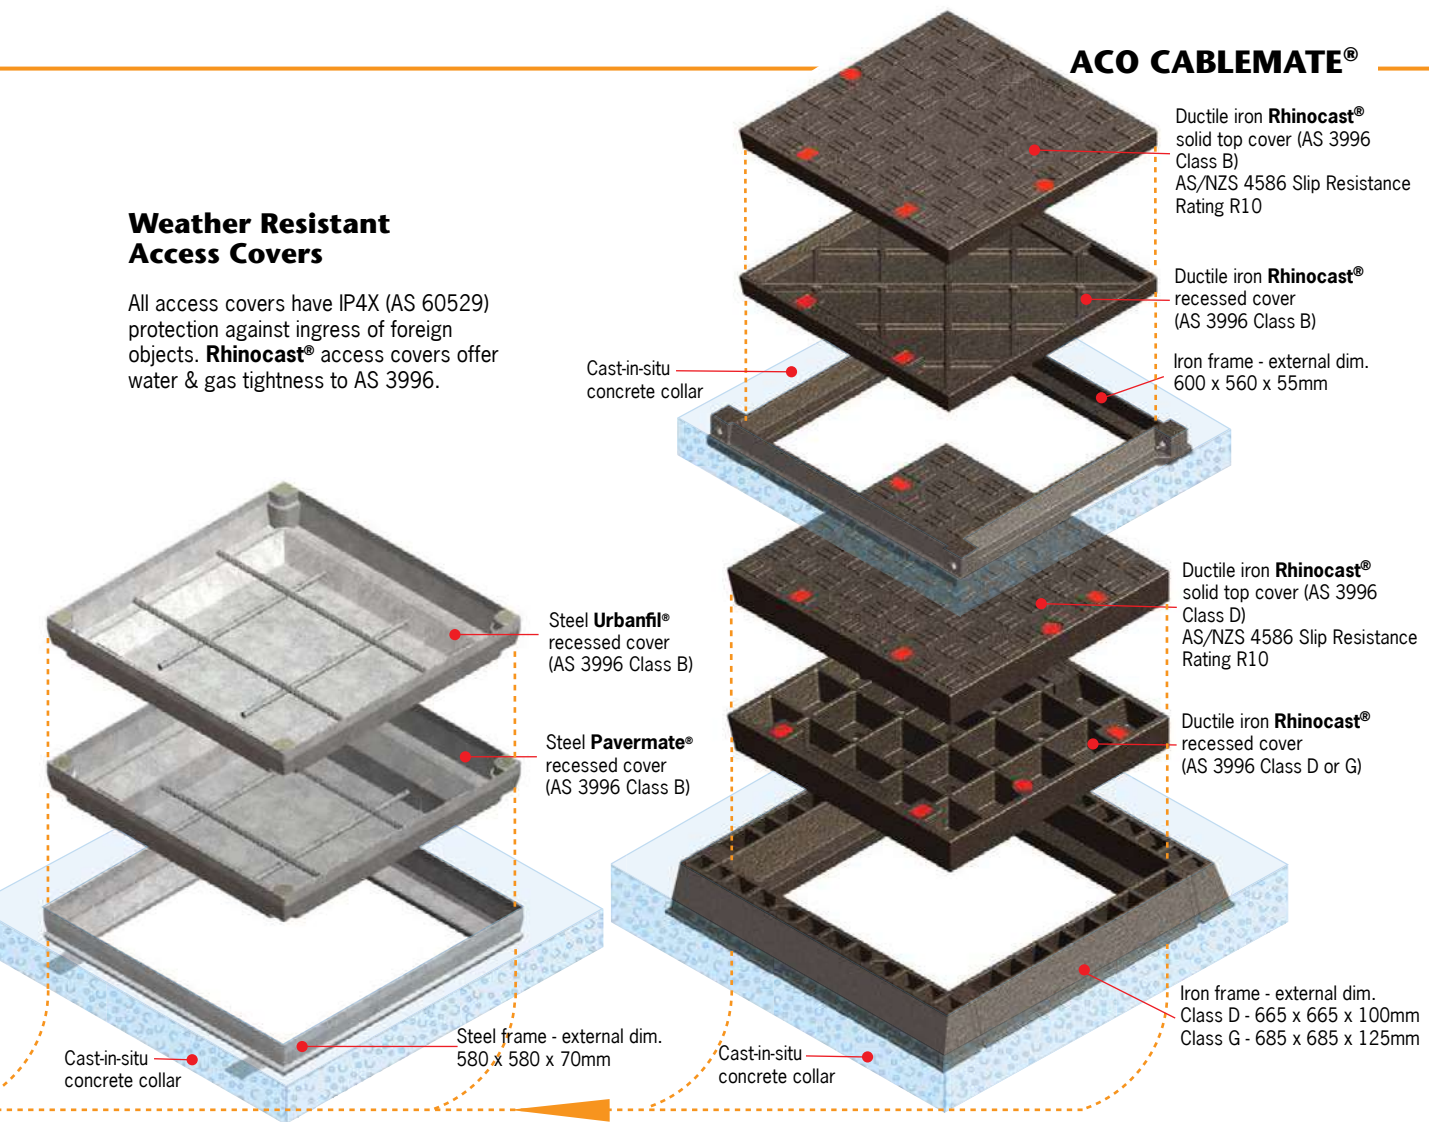 ACO CABLEMATE®
Weather Resistant
Access Covers
All access covers have IP4X (AS 60529)
protection against ingress of foreign
objects. Rhinocast® access covers offer
water & gas tightness to AS 3996.
Ductile iron Rhinocast®
solid top cover (AS 3996
Class B)
AS/NZS 4586 Slip Resistance
Rating R10
Ductile iron Rhinocast®
recessed cover
(AS 3996 Class B)
Iron frame - external dim.
600 x 560 x 55mm
Cast-in-situ
concrete collar
Ductile iron Rhinocast®
solid top cover (AS 3996
Class D)
AS/NZS 4586 Slip Resistance
Rating R10
Steel Urbanfil®
recessed cover
(AS 3996 Class B)
Steel Pavermate®
recessed cover
(AS 3996 Class B)
Ductile iron Rhinocast®
recessed cover
(AS 3996 Class D or G)
Iron frame - external dim.
Class D - 665 x 665 x 100mm
Class G - 685 x 685 x 125mm
Steel frame - external dim.
580 x 580 x 70mm
Cast-in-situ
concrete collar
Cast-in-situ
concrete collar